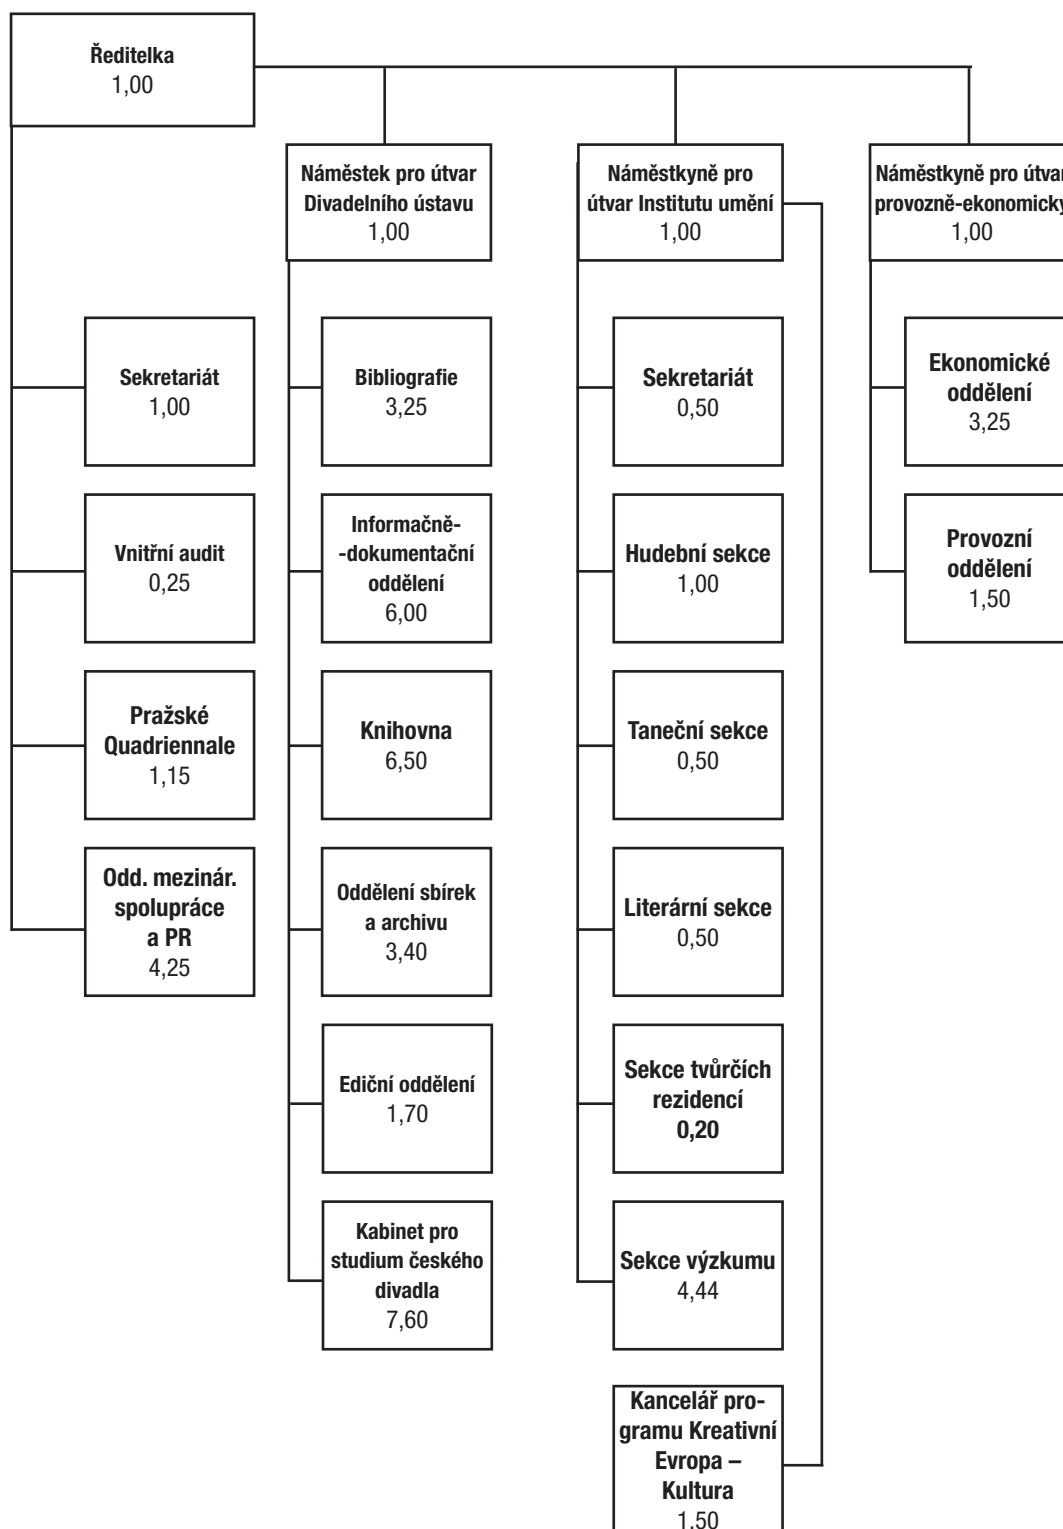 Ředitelka
1,00
Náměstek pro útvar
Divadelního ústavu
1,00
Náměstkyně pro
útvar Institutu umění
1,00
Náměstkyně pro útvar
provozně-ekonomický
1,00
Sekretariát
1,00
Vnitřní audit
0,25
Pražské
Quadriennale
1,15
Odd. mezinár.
spolupráce
a PR
4,25
Bibliografie
3,25
Informačně-
-dokumentační
oddělení
6,00
Knihovna
6,50
Oddělení sbírek
a archivu
3,40
Ediční oddělení
1,70
Kabinet pro
studium českého
divadla
7,60
Sekretariát
0,50
Hudební sekce
1,00
Taneční sekce
0,50
Literární sekce
0,50
Sekce tvůrčích
rezidencí
0,20
Sekce výzkumu
4,44
Kancelář pro-
gramu Kreativní
Evropa –
Kultura
1,50
Ekonomické
oddělení
3,25
Provozní
oddělení
1,50